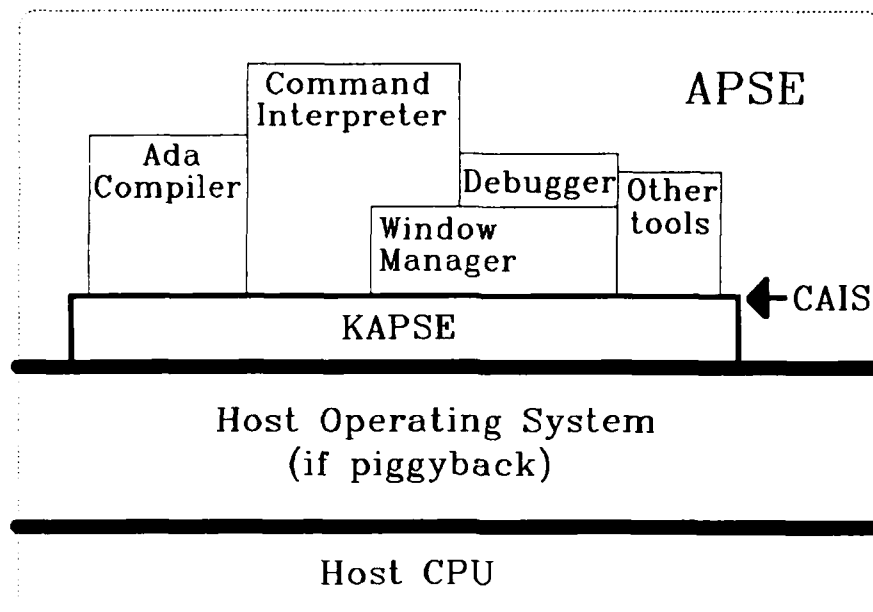 Command
Interpreter
APSE
Ada
Compiler
Debugger
Other
tools
Window
Manager
CAIS
KAPSE
Host Operating System
(if piggyback)
Host CPU